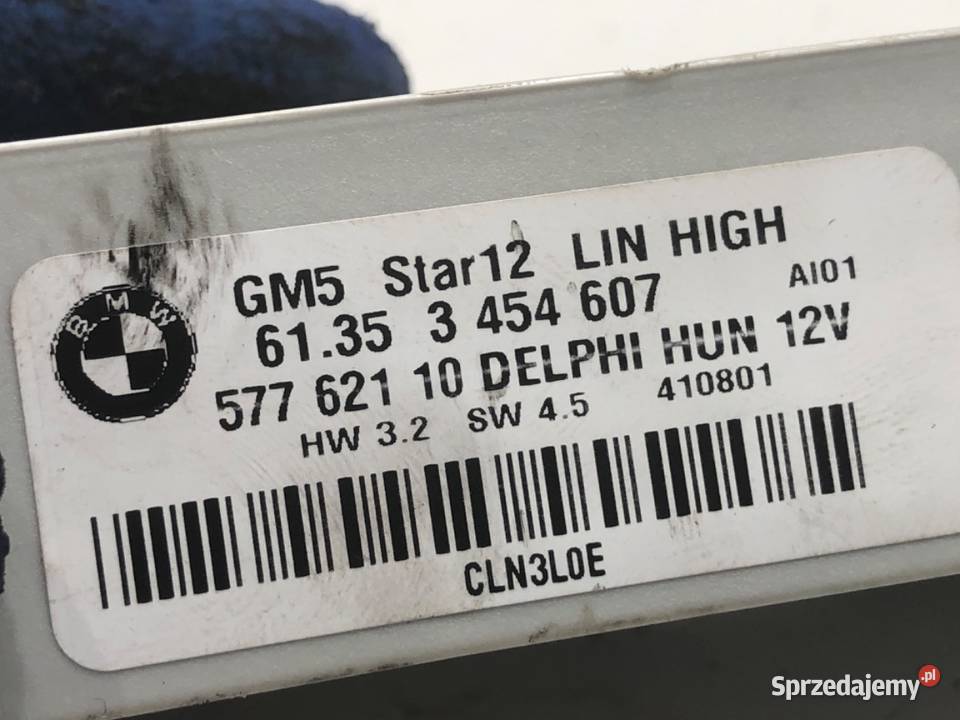 BMW
GM5 Star12 LIN HIGH
61.35 3 454 607 AI01
577 621 10 DELPHI HUN 12V
HW 3.2 SW 4.5 410801
CLN3L0E
Sprzedajemy.pl